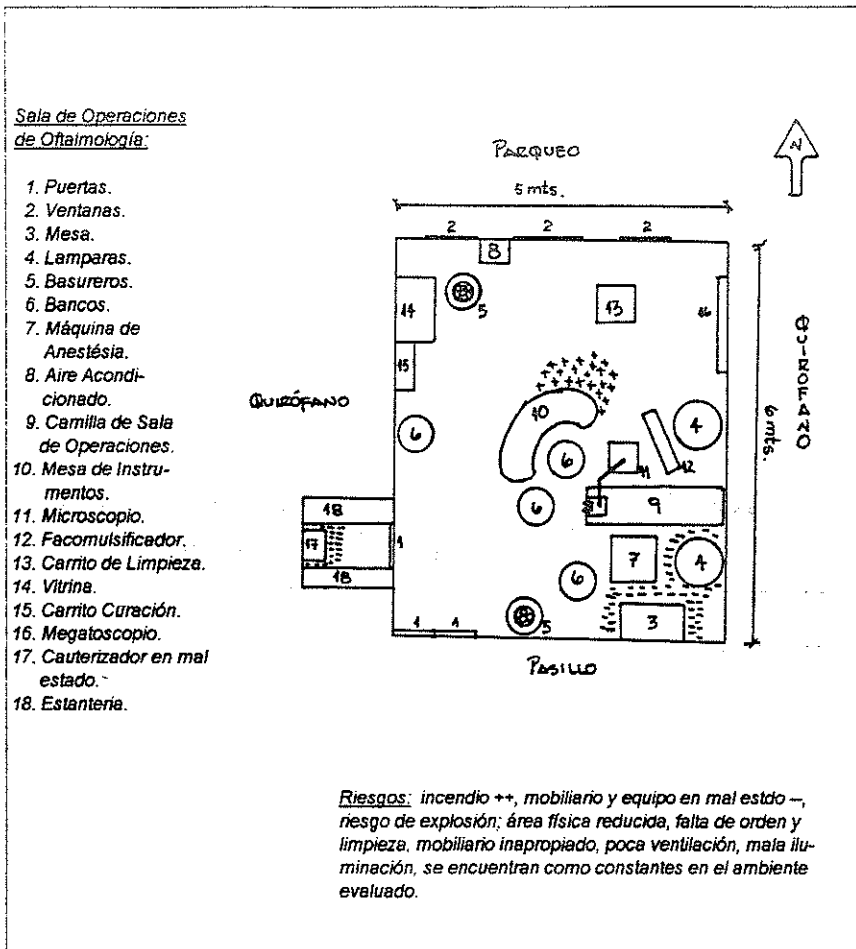 Sala de Operaciones
de Oftalmología:
1. Puertas.
2. Ventanas.
3. Mesa.
4. Lamparas.
5. Basureros.
6. Bancos.
7. Máquina de
Anestésia.
8. Aire Acondi-
cionado.
9. Camilla de Sala
de Operaciones.
10. Mesa de Instru-
mentos.
11. Microscopio.
12. Facomulsificador.
13. Carrito de Limpieza.
14. Vitrina.
15. Carrito Curación.
16. Megatoscopio.
17. Cauterizador en mal
estado.
18. Estanteria.
PARQUEO
N
5 mts.
2 2 2
8
5
14
13
16
15
QUIRÓFANO
QUIROFANO
6 mts.
6
10
4
6
11
12
18
6
9
17
1
18
7
4
6
1 1
5
3
PASILLO
Riesgos: incendio ++, mobiliario y equipo en mal estdo --,
riesgo de explosión; área física reducida, falta de orden y
limpieza, mobiliario inapropiado, poca ventilación, mala ilu-
minación, se encuentran como constantes en el ambiente
evaluado.